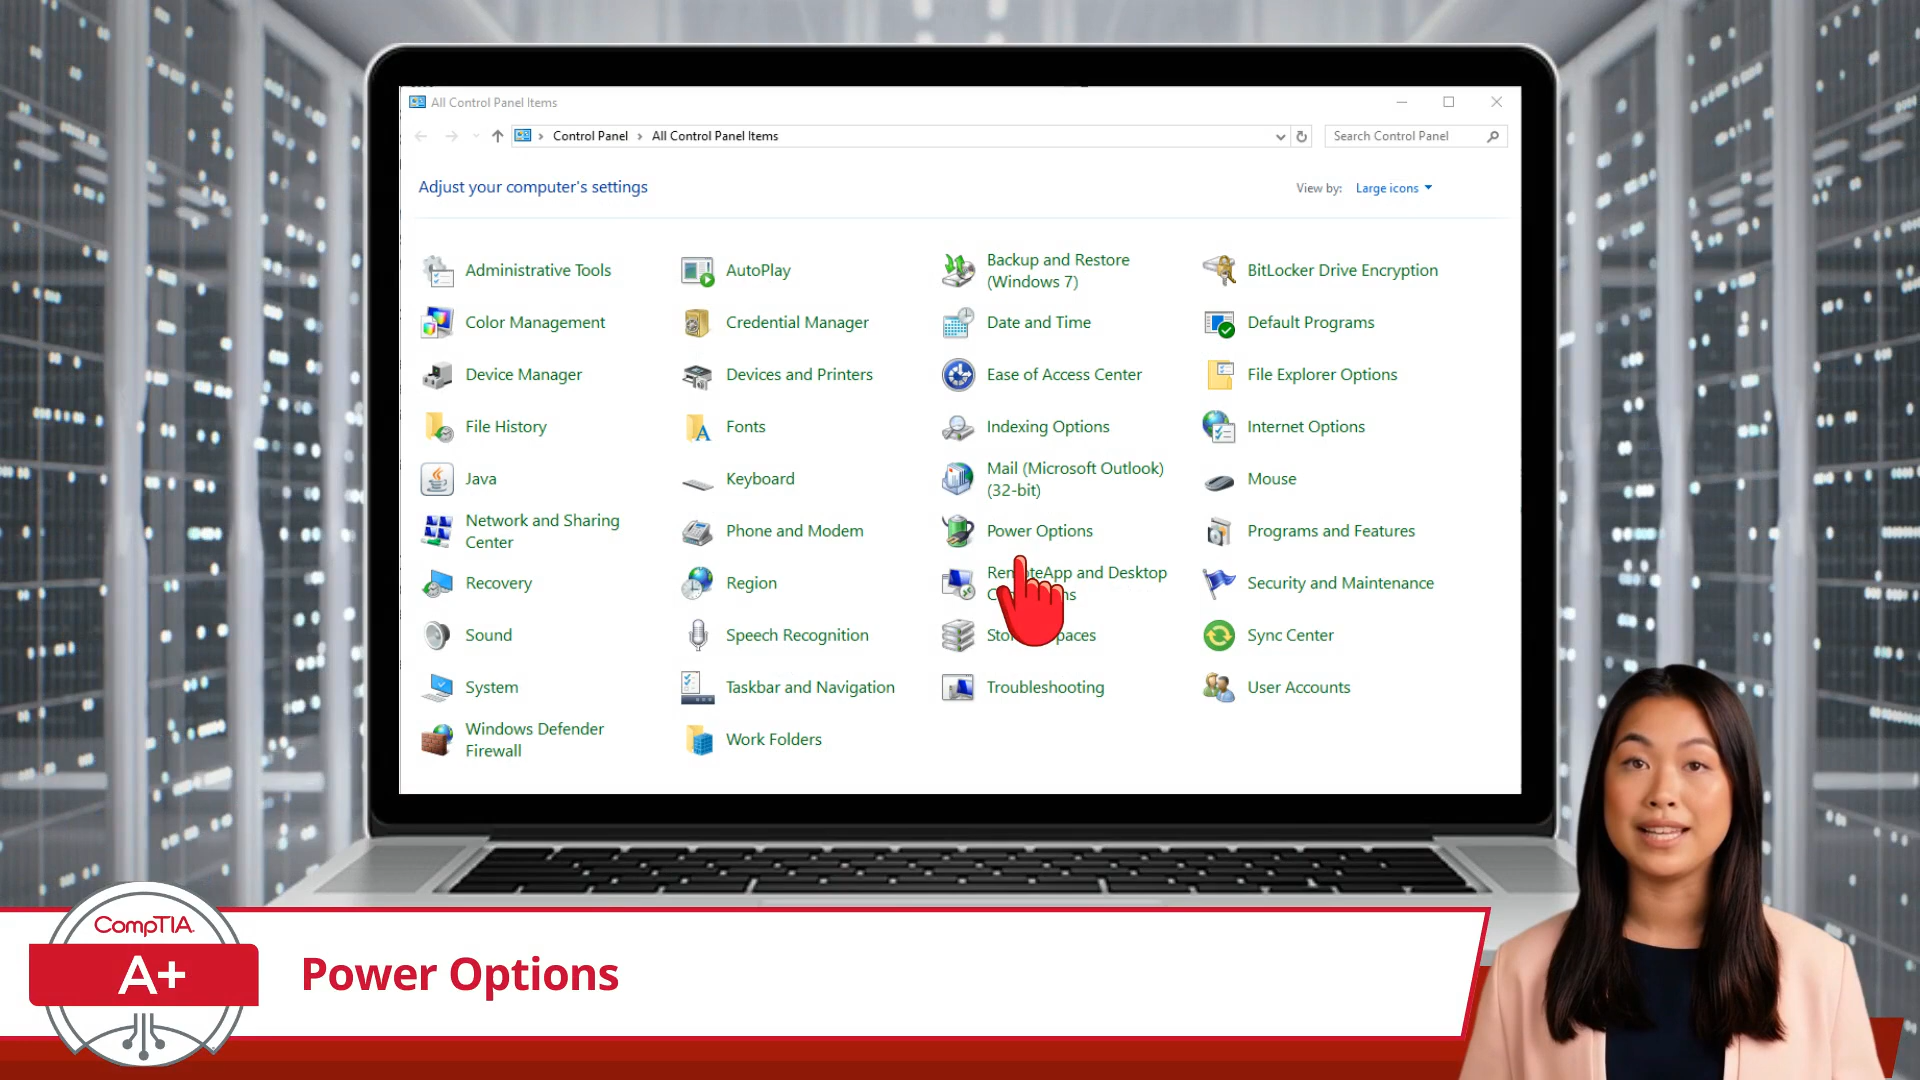 All Control Panel Items
Control Panel
All Control Panel Items
Search Control Panel
Adjust your computer's settings
View by:
Large icons
Administrative Tools
AutoPlay
Backup and Restore
(Windows 7)
BitLocker Drive Encryption
Color Management
Credential Manager
Date and Time
Default Programs
Device Manager
Devices and Printers
Ease of Access Center
File Explorer Options
File History
Fonts
Indexing Options
Internet Options
Java
Keyboard
Mail (Microsoft Outlook)
(32-bit)
Mouse
Network and Sharing
Center
Phone and Modem
Power Options
Programs and Features
Recovery
Region
and Desktop
Security and Maintenance
Sound
Speech Recognition
Sync Center
System
Taskbar and Navigation
Troubleshooting
User Accounts
Windows Defender
Firewall
Work Folders
CompTIA
A+
Power Options